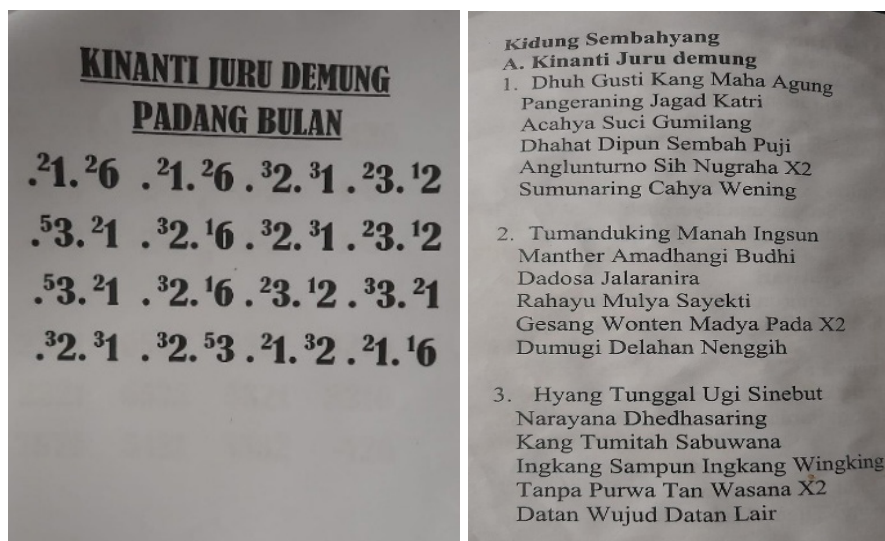 KINANTI JURU DEMUNG
PADANG BULAN
.²1.²6 .²1.²6 .³2.³1 .²3.¹2
.⁵3.²1 .³2.¹6 .³2.³1 .²3.¹2
.⁵3.²1 .³2.¹6 .²3.¹2 .³3.²1
.³2.³1 .³2.⁵3 .²1.³2 .²1.¹6
Kidung Sembahyang
A. Kinanti Juru demung
1. Dhuh Gusti Kang Maha Agung
Pangeraning Jagad Katri
Acahya Suci Gumilang
Dhahat Dipun Sembah Puji
Anglunturno Sih Nugraha X2
Sumunaring Cahya Wening
2. Tumanduking Manah Ingsun
Manther Amadhangi Budhi
Dadosa Jalaranira
Rahayu Mulya Sayekti
Gesang Wonten Madya Pada X2
Dumugi Delahan Nenggih
3. Hyang Tunggal Ugi Sinebut
Narayana Dhedhasaring
Kang Tumitah Sabuwana
Ingkang Sampun Ingkang Wingking
Tanpa Purwa Tan Wasana X2
Datan Wujud Datan Lair